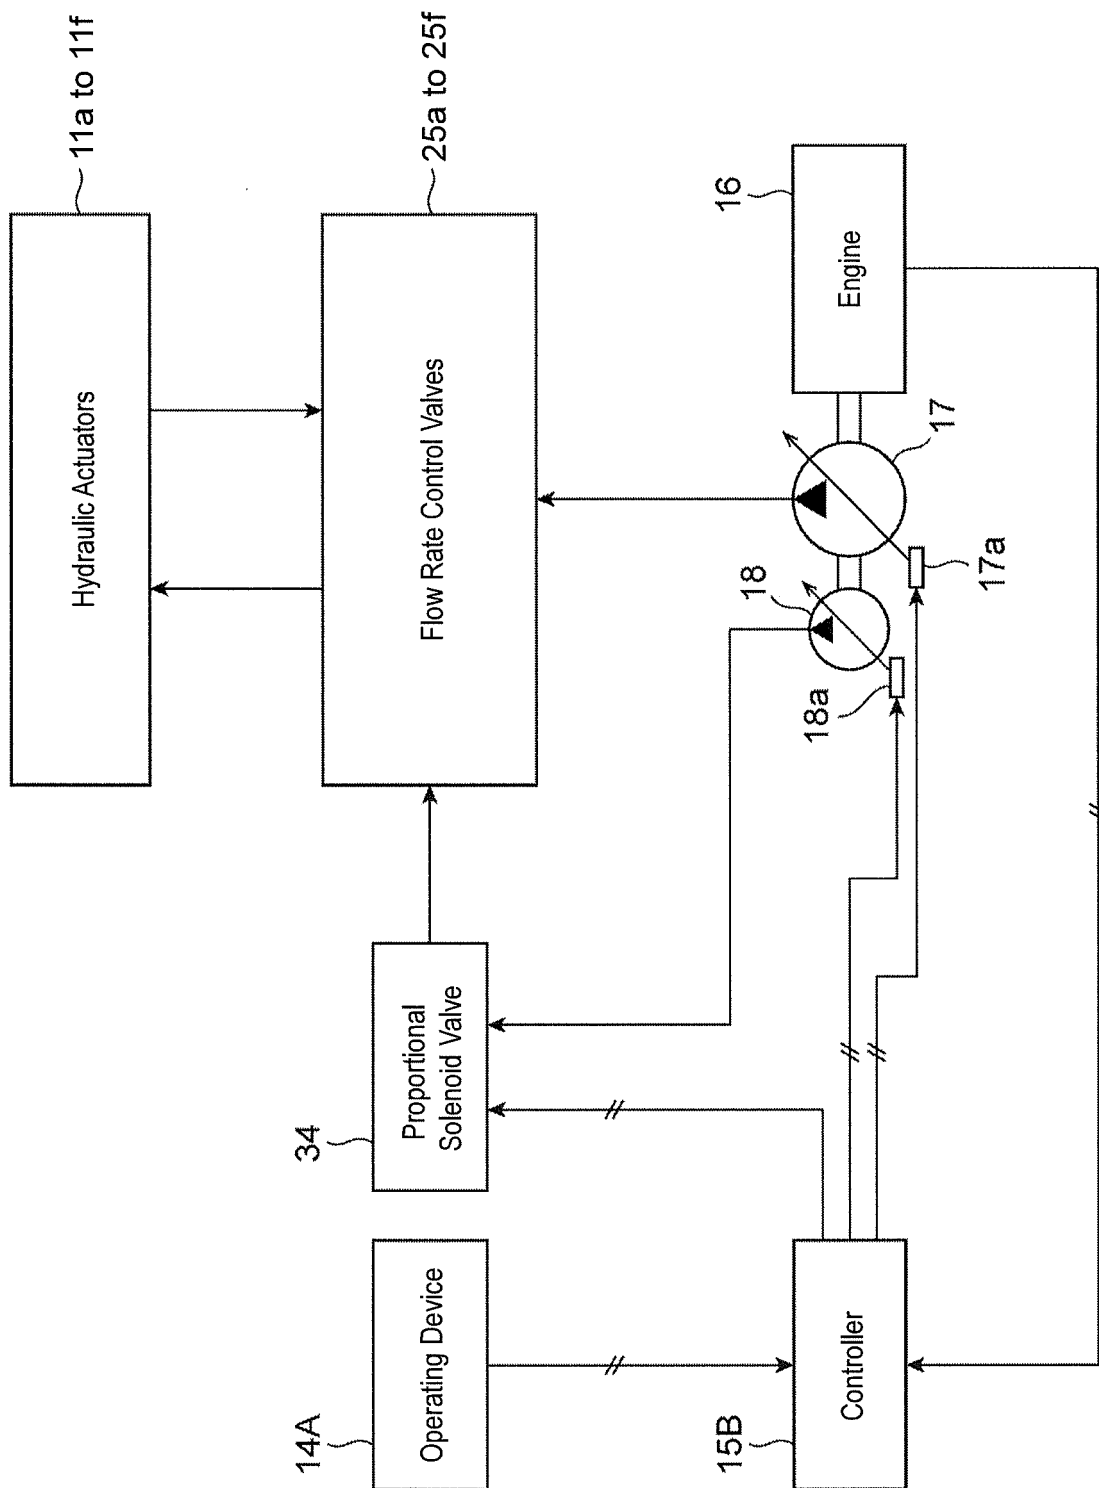 14A
Operating Device
34
Proportional
Solenoid Valve
Hydraulic Actuators
11a to 11f
Flow Rate Control Valves
25a to 25f
15B
Controller
18a
18
17a
17
16
Engine